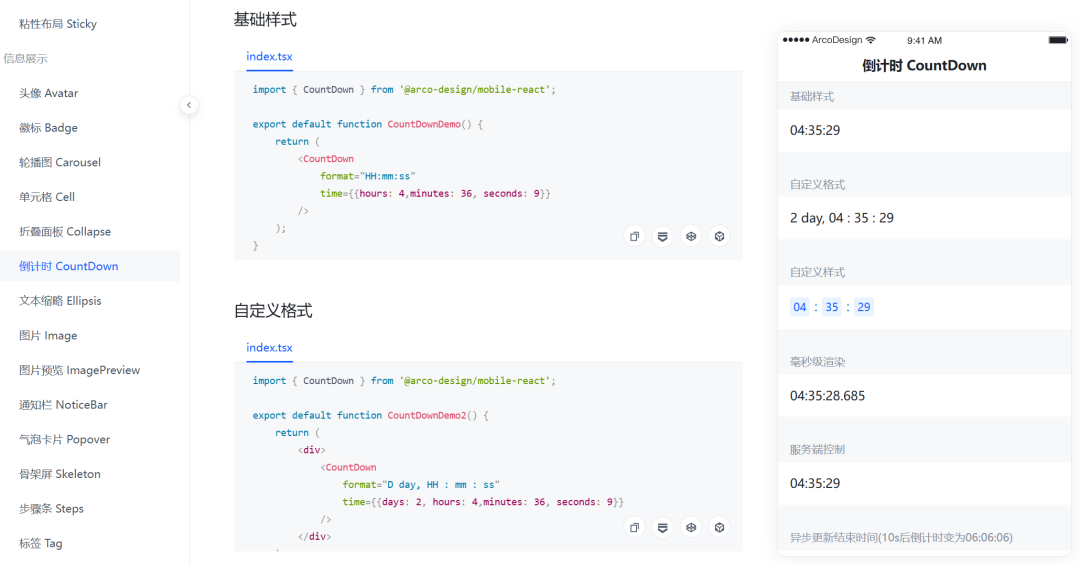 粘性布局 Sticky
信息展示
头像 Avatar
徽标 Badge
轮播图 Carousel
单元格 Cell
折叠面板 Collapse
倒计时 CountDown
文本缩略 Ellipsis
图片 Image
图片预览 ImagePreview
通知栏 NoticeBar
气泡卡片 Popover
骨架屏 Skeleton
步骤条 Steps
标签 Tag
基础样式
index.tsx
import { CountDown } from '@arco-design/mobile-react';
export default function CountDownDemo() {
return (
<CountDown
format="HH:mm:ss"
time={{hours: 4,minutes: 36, seconds: 9}}
/>
);
}
自定义格式
index.tsx
import { CountDown } from '@arco-design/mobile-react';
export default function CountDownDemo2() {
return (
<div>
<CountDown
format="D day, HH : mm : ss"
time={{days: 2, hours: 4,minutes: 36, seconds: 9}}
/>
</div>
ArcoDesign 9:41 AM
倒计时 CountDown
基础样式
04:35:29
自定义格式
2 day, 04 : 35 : 29
自定义样式
04 : 35 : 29
毫秒级渲染
04:35:28.685
服务端控制
04:35:29
异步更新结束时间(10s后倒计时变为06:06:06)